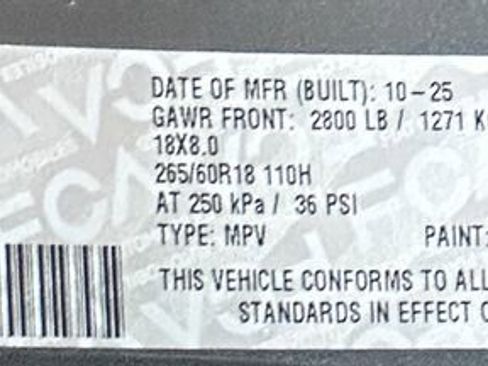 DATE OF MFR (BUILT): 10-25
GAWR FRONT: 2800 LB / 1271 K
18X8.0
265/60R18 110H
AT 250 kPa / 36 PSI
TYPE: MPV PAINT:
THIS VEHICLE CONFORMS TO ALL
STANDARDS IN EFFECT O